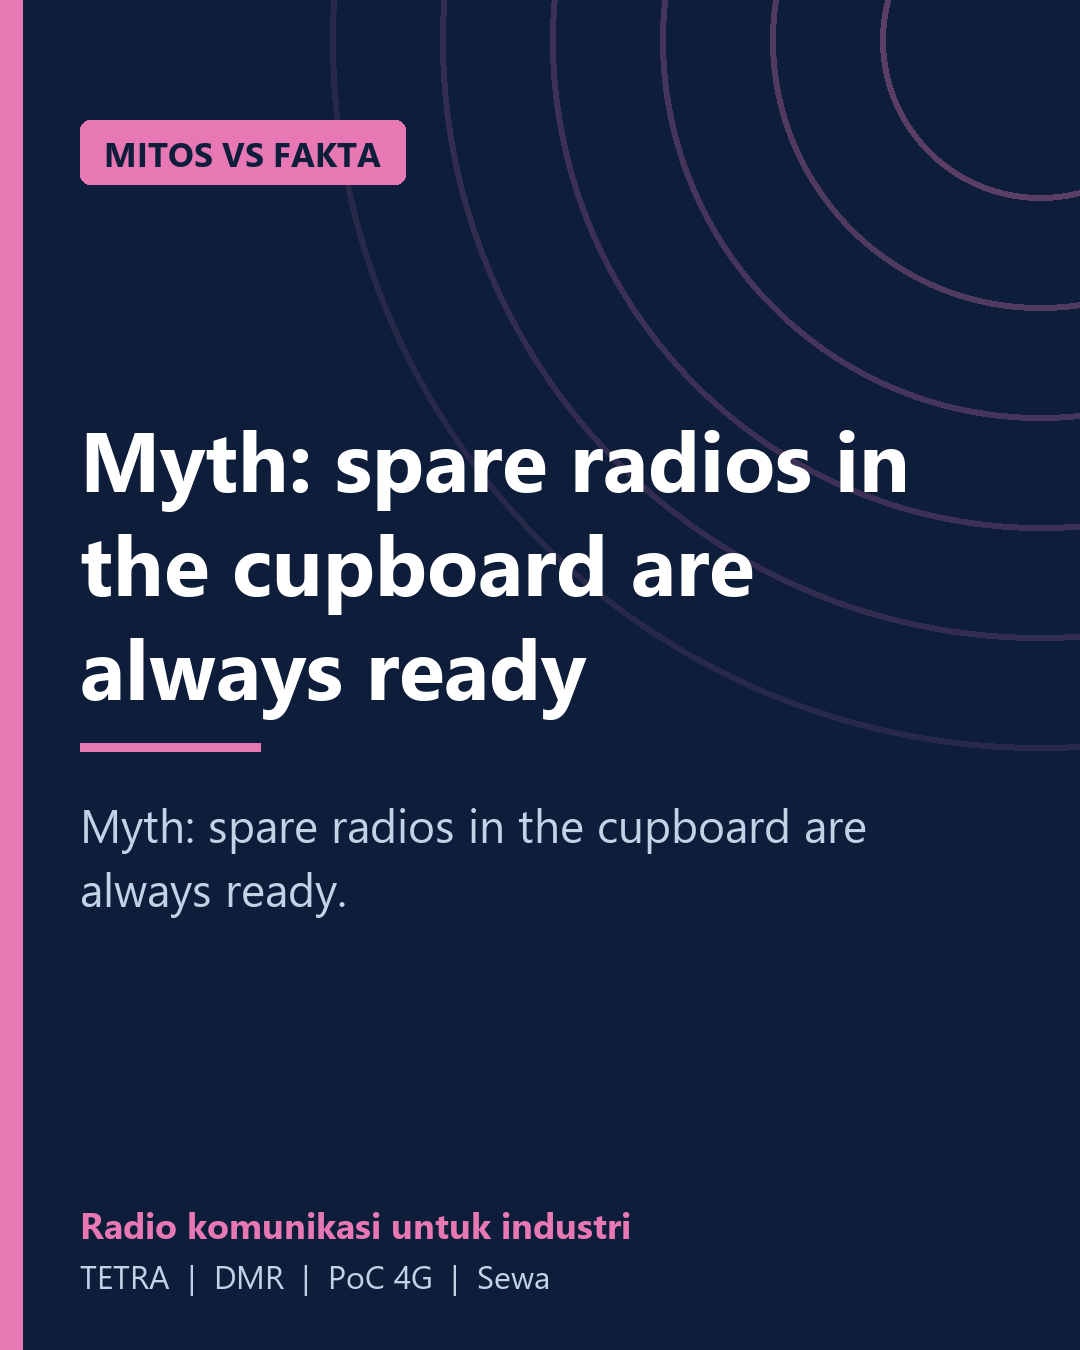 MITOS VS FAKTA
Myth: spare radios in
the cupboard are
always ready
Myth: spare radios in the cupboard are
always ready.
Radio komunikasi untuk industri
TETRA | DMR | PoC 4G | Sewa